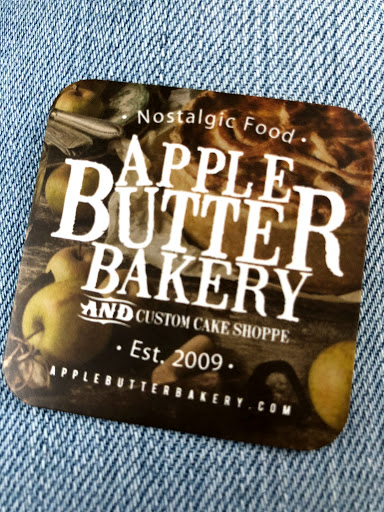 · Nostalgic Food ·
APPLE
BUTTER
BAKERY
AND CUSTOM CAKE SHOPPE
· Est. 2009 ·
APPLEBUTTERBAKERY.COM